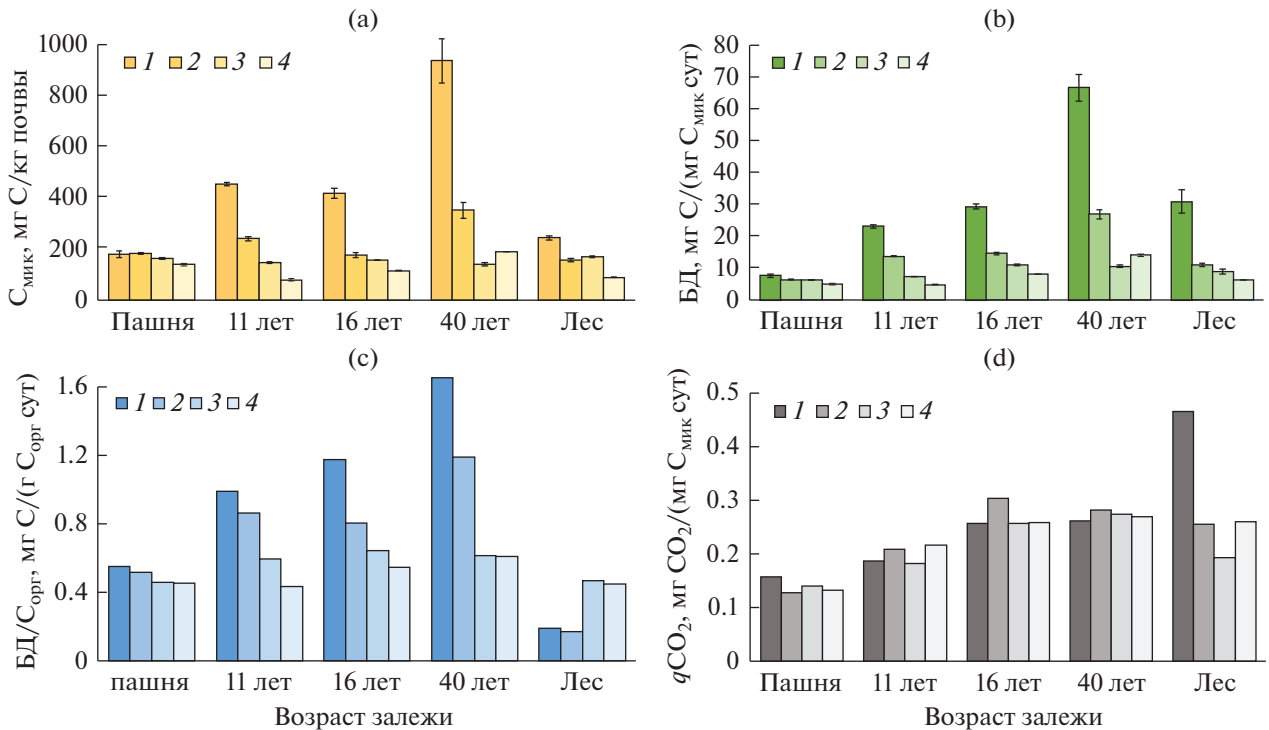 (a)
Cмик, мг C/кг почвы
1000
800
600
400
200
0
1 2 3 4
Пашня 11 лет 16 лет 40 лет Лес
(b)
БД, мг C/(мг Cмик сут)
80
70
60
50
40
30
20
10
0
1 2 3 4
Пашня 11 лет 16 лет 40 лет Лес
(c)
БД/Cорг, мг C/(г Cорг сут)
1.6
1.2
0.8
0.4
0
1 2 3 4
пашня 11 лет 16 лет 40 лет Лес
Возраст залежи
(d)
qCO2, мг CO2/(мг Cмик сут)
0.5
0.4
0.3
0.2
0.1
0
1 2 3 4
Пашня 11 лет 16 лет 40 лет Лес
Возраст залежи